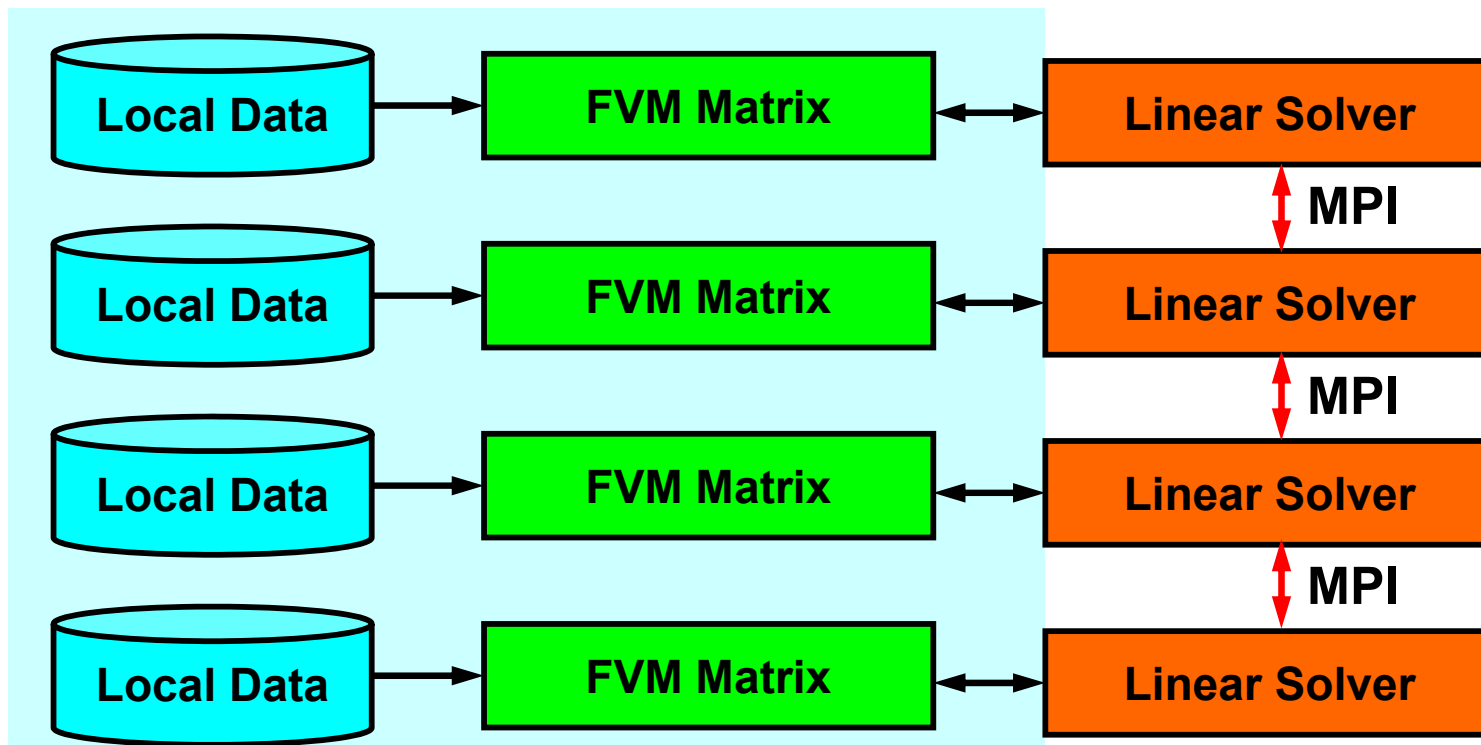 Local Data
FVM Matrix
Linear Solver
MPI
Local Data
FVM Matrix
Linear Solver
MPI
Local Data
FVM Matrix
Linear Solver
MPI
Local Data
FVM Matrix
Linear Solver